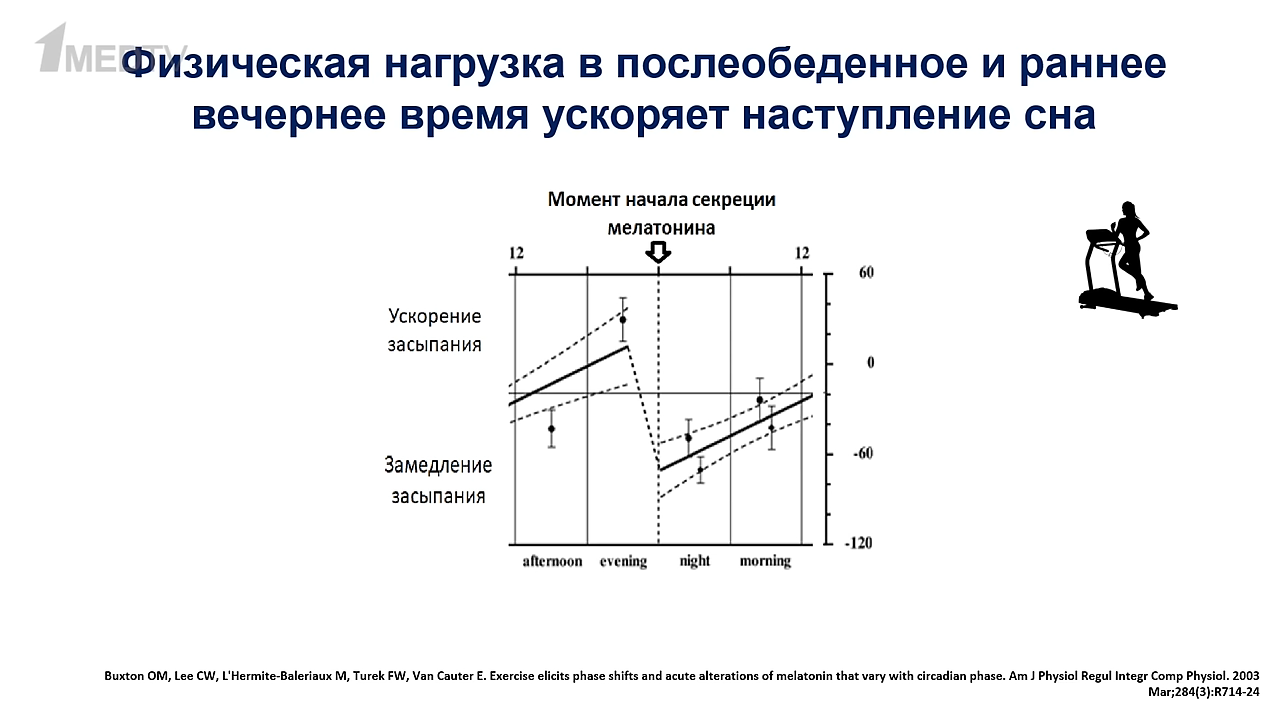 1MEDTV
Физическая нагрузка в послеобеденное и раннее
вечернее время ускоряет наступление сна
Момент начала секреции
мелатонина
12
12
60
Ускорение
засыпания
0
Замедление
засыпания
-60
-120
afternoon evening night morning
Buxton OM, Lee CW, L'Hermite-Baleriaux M, Turek FW, Van Cauter E. Exercise elicits phase shifts and acute alterations of melatonin that vary with circadian phase. Am J Physiol Regul Integr Comp Physiol. 2003
Mar;284(3):R714-24